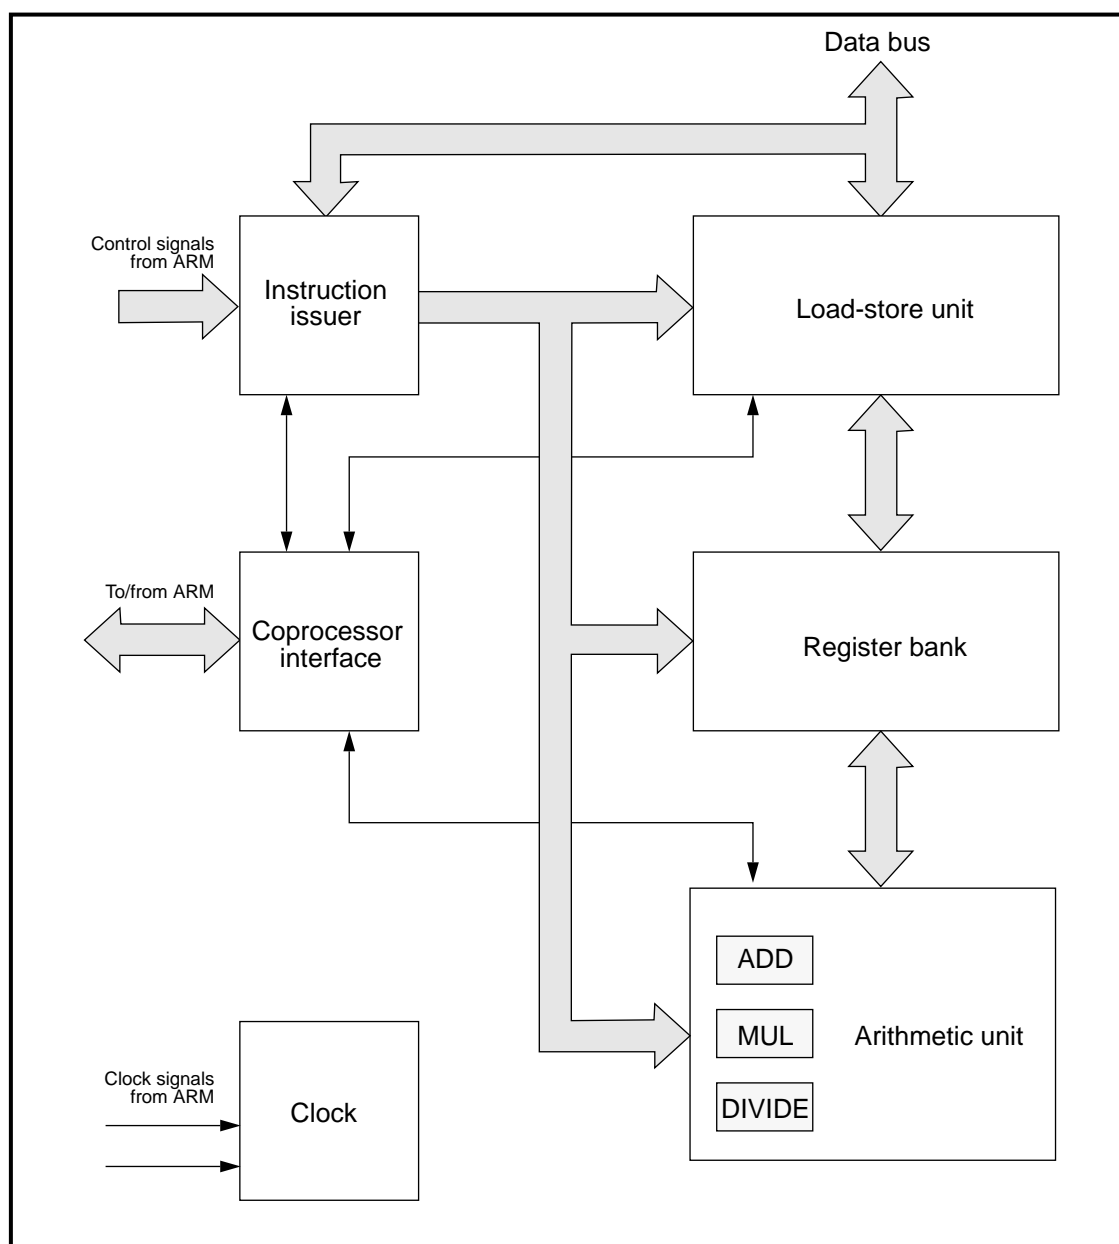 Data bus
Control signals
from ARM
Instruction
issuer
Load-store unit
To/from ARM
Coprocessor
interface
Register bank
ADD
MUL
Arithmetic unit
DIVIDE
Clock signals
from ARM
Clock